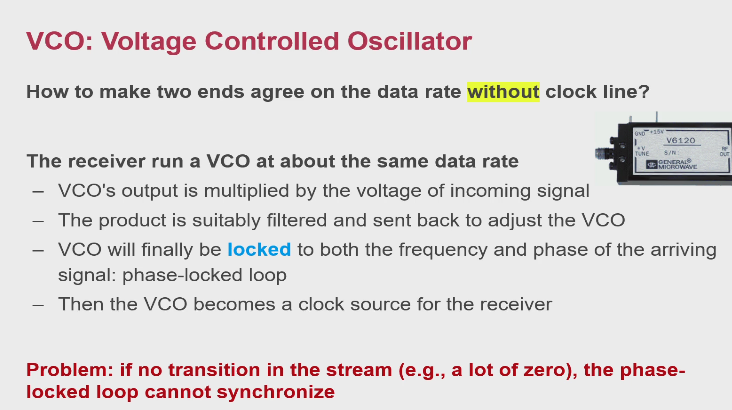 VCO: Voltage Controlled Oscillator
How to make two ends agree on the data rate without clock line?
GND +15V
V6120
+V
TUNE
S/N
RF
OUT
GENERAL®
MICROWAVE
The receiver run a VCO at about the same data rate
– VCO's output is multiplied by the voltage of incoming signal
– The product is suitably filtered and sent back to adjust the VCO
– VCO will finally be locked to both the frequency and phase of the arriving
signal: phase-locked loop
– Then the VCO becomes a clock source for the receiver
Problem: if no transition in the stream (e.g., a lot of zero), the phase-
locked loop cannot synchronize